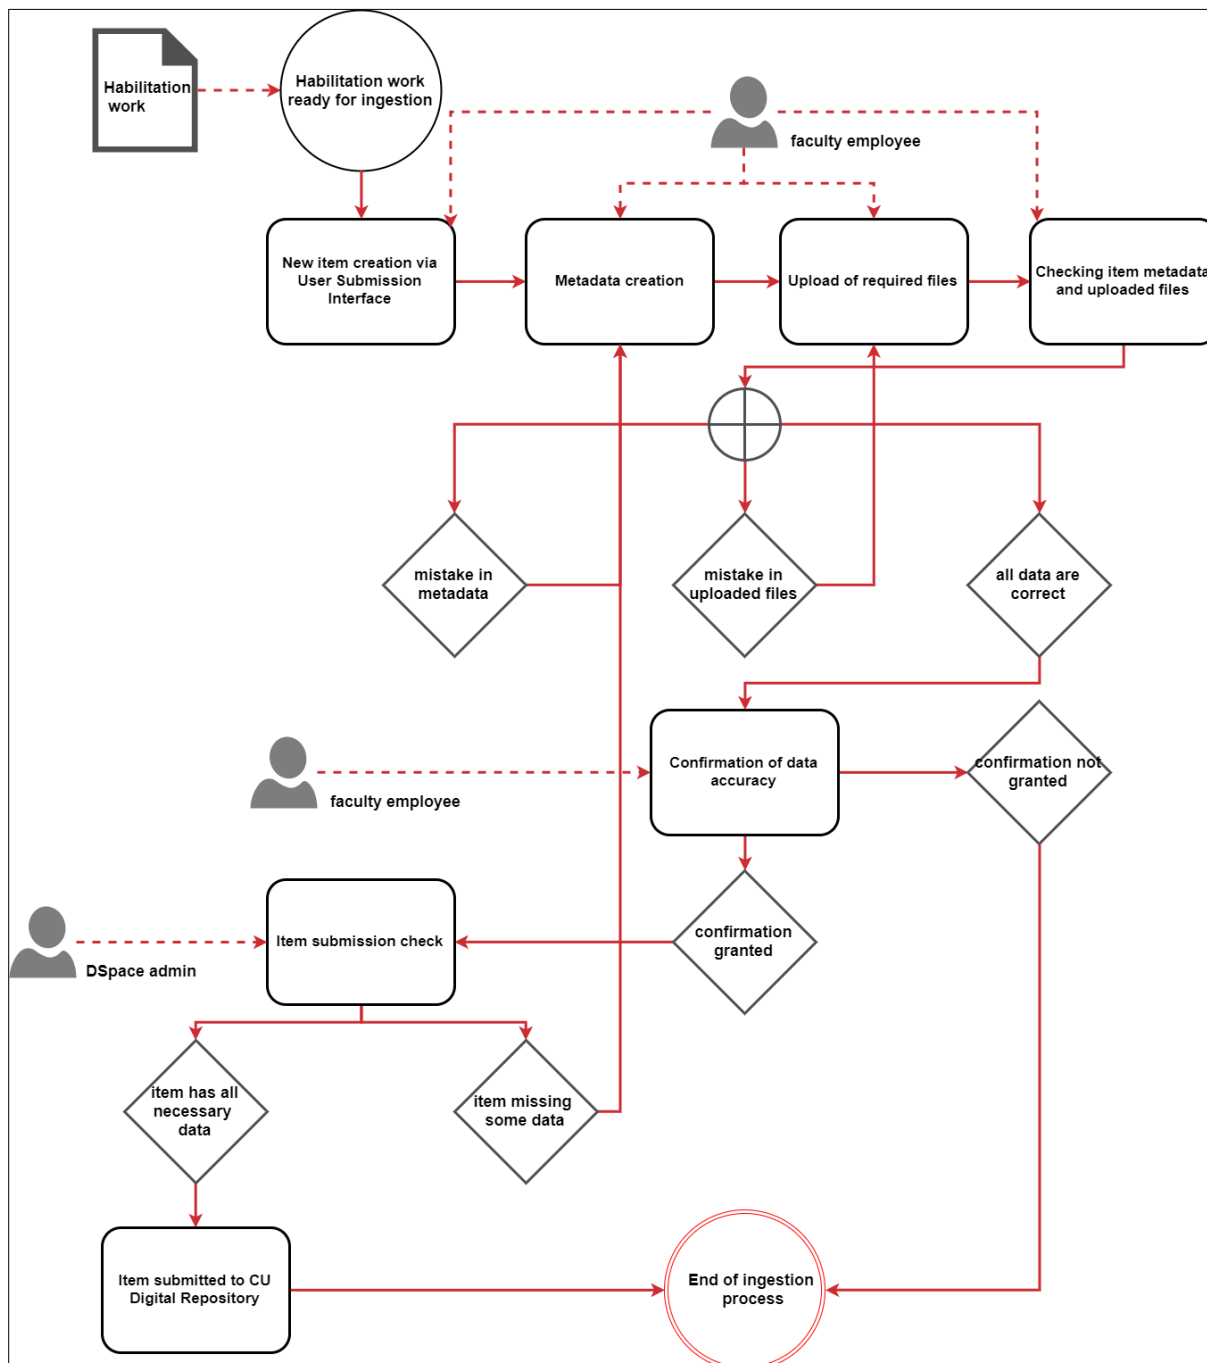 Habilitation
work
Habilitation work
ready for ingestion
faculty employee
New item creation via
User Submission
Interface
Metadata creation
Upload of required files
Checking item metadata
and uploaded files
mistake in
metadata
mistake in
uploaded files
all data are
correct
Confirmation of data
accuracy
confirmation not
granted
faculty employee
confirmation
granted
Item submission check
DSpace admin
item has all
necessary
data
item missing
some data
Item submitted to CU
Digital Repository
End of ingestion
process